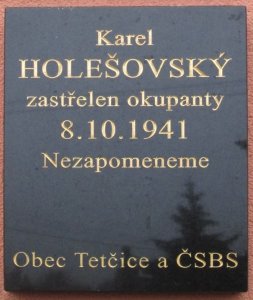 Karel
HOLEŠOVSKÝ
zastřelen okupanty
8.10.1941
Nezapomeneme
Obec Tetčice a ČSBS